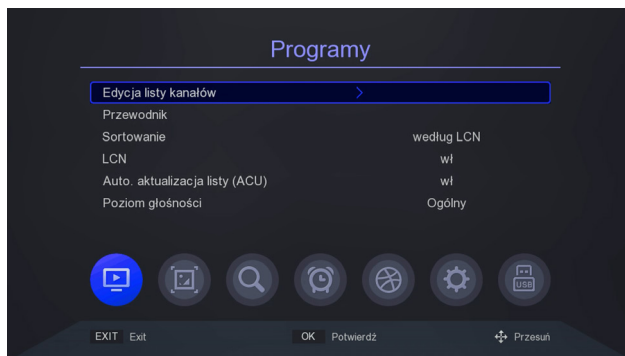 Programy
Edycja listy kanałów
Przewodnik
Sortowanie według LCN
LCN wł
Auto. aktualizacja listy (ACU) wł
Poziom głośności Ogólny
USB
EXIT Exit OK Potwierdź Przesuń